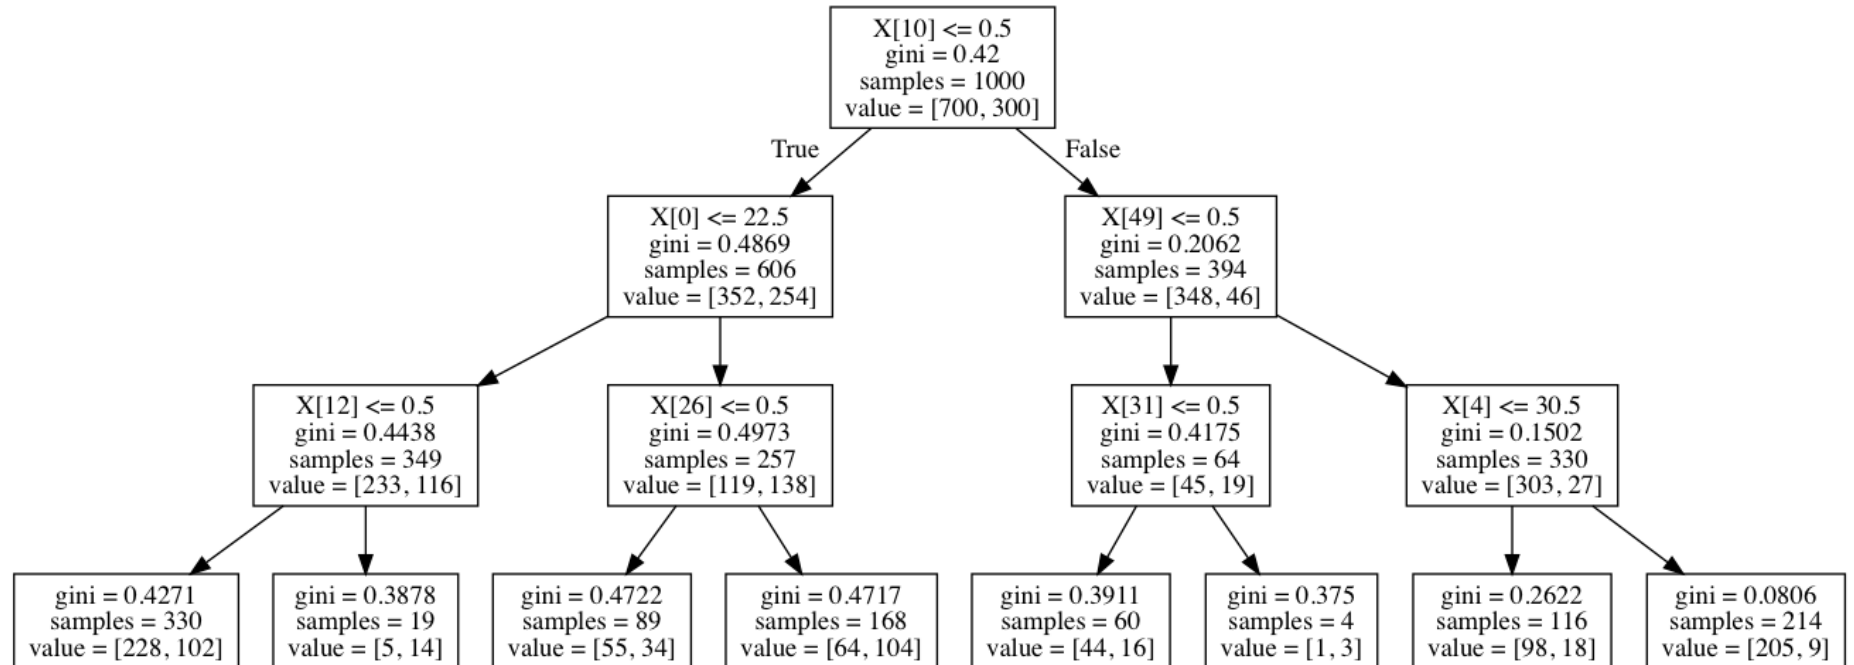 X[10] <= 0.5
gini = 0.42
samples = 1000
value = [700, 300]
True
False
X[0] <= 22.5
gini = 0.4869
samples = 606
value = [352, 254]
X[49] <= 0.5
gini = 0.2062
samples = 394
value = [348, 46]
X[12] <= 0.5
gini = 0.4438
samples = 349
value = [233, 116]
X[26] <= 0.5
gini = 0.4973
samples = 257
value = [119, 138]
X[31] <= 0.5
gini = 0.4175
samples = 64
value = [45, 19]
X[4] <= 30.5
gini = 0.1502
samples = 330
value = [303, 27]
gini = 0.4271
samples = 330
value = [228, 102]
gini = 0.3878
samples = 19
value = [5, 14]
gini = 0.4722
samples = 89
value = [55, 34]
gini = 0.4717
samples = 168
value = [64, 104]
gini = 0.3911
samples = 60
value = [44, 16]
gini = 0.375
samples = 4
value = [1, 3]
gini = 0.2622
samples = 116
value = [98, 18]
gini = 0.0806
samples = 214
value = [205, 9]